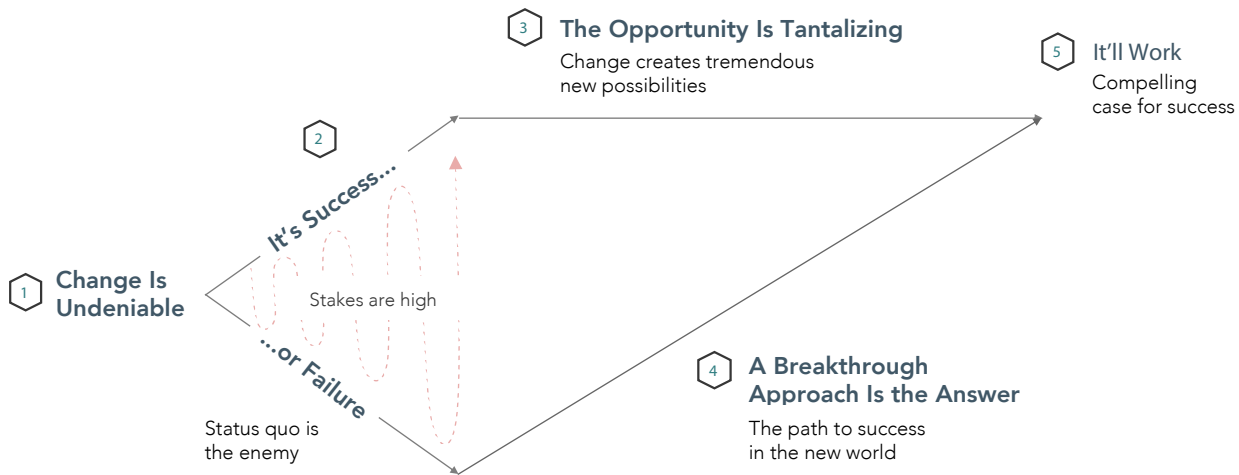 1
Change Is
Undeniable
2
It's Success...
...or Failure
Stakes are high
Status quo is
the enemy
3
The Opportunity Is Tantalizing
Change creates tremendous
new possibilities
4
A Breakthrough
Approach Is the Answer
The path to success
in the new world
5
It'll Work
Compelling
case for success